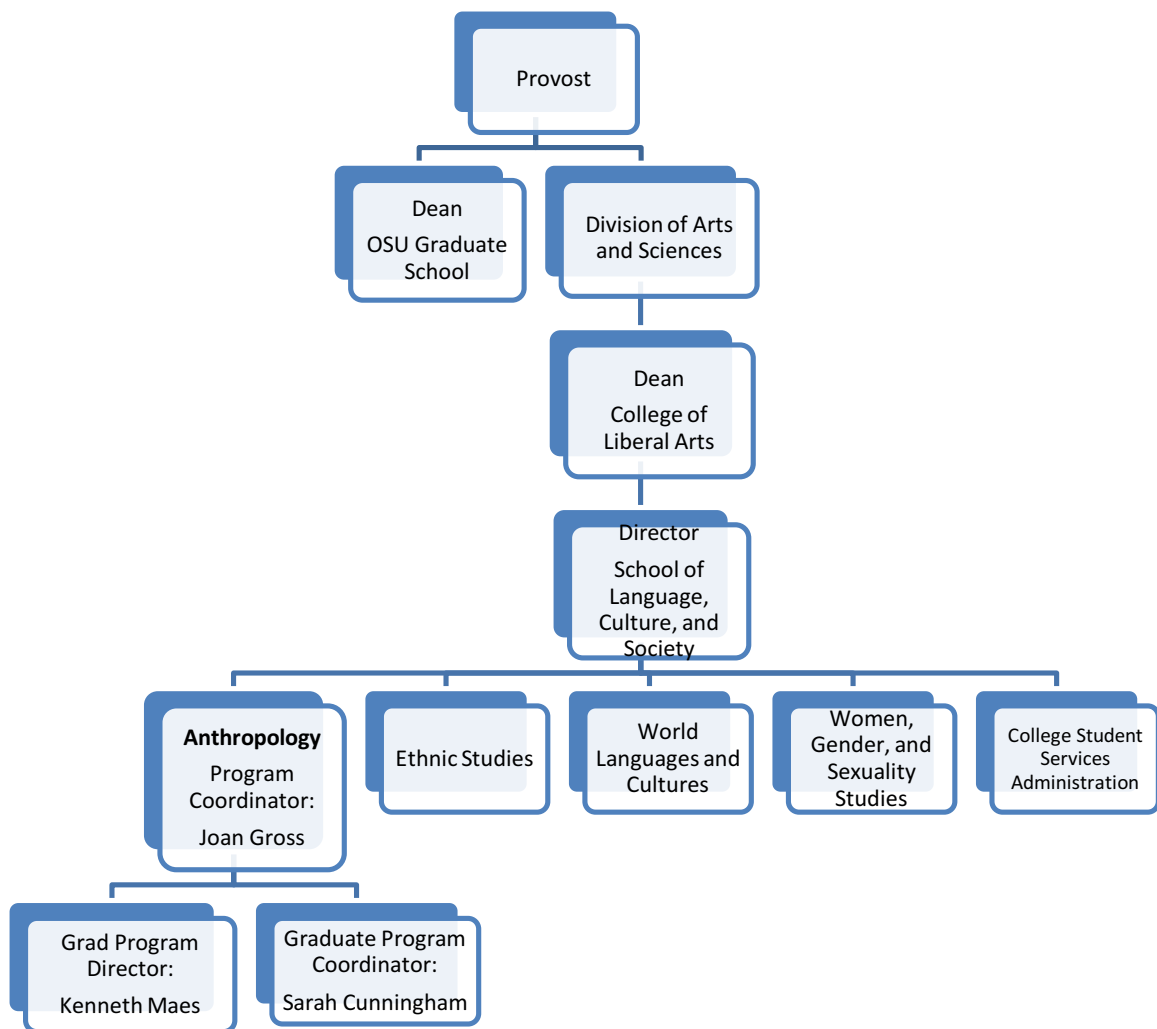 Provost
Dean
OSU Graduate
School
Division of Arts
and Sciences
Dean
College of
Liberal Arts
Director
School of
Language,
Culture, and
Society
Anthropology
Program
Coordinator:
Joan Gross
Ethnic Studies
World
Languages and
Cultures
Women,
Gender, and
Sexuality
Studies
College Student
Services
Administration
Grad Program
Director:
Kenneth Maes
Graduate Program
Coordinator:
Sarah Cunningham